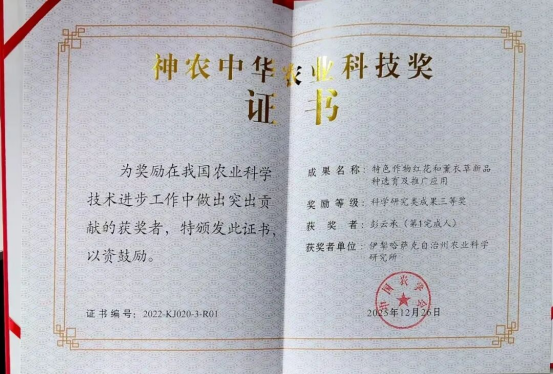 神农中华农业科技奖
证书
为奖励在我国农业科学
技术进步工作中做出突出贡
献的获奖者，特颁发此证书，
以资鼓励。
证书编号：2022-KJ020-3-R01
成果名称：特色作物红花和薰衣草新品
种选育及推广应用
奖励等级：科学研究类成果三等奖
获奖者：彭云承（第1完成人）
获奖者单位：伊犁哈萨克自治州农业科学
研究所
中国农学会
2023年12月26日